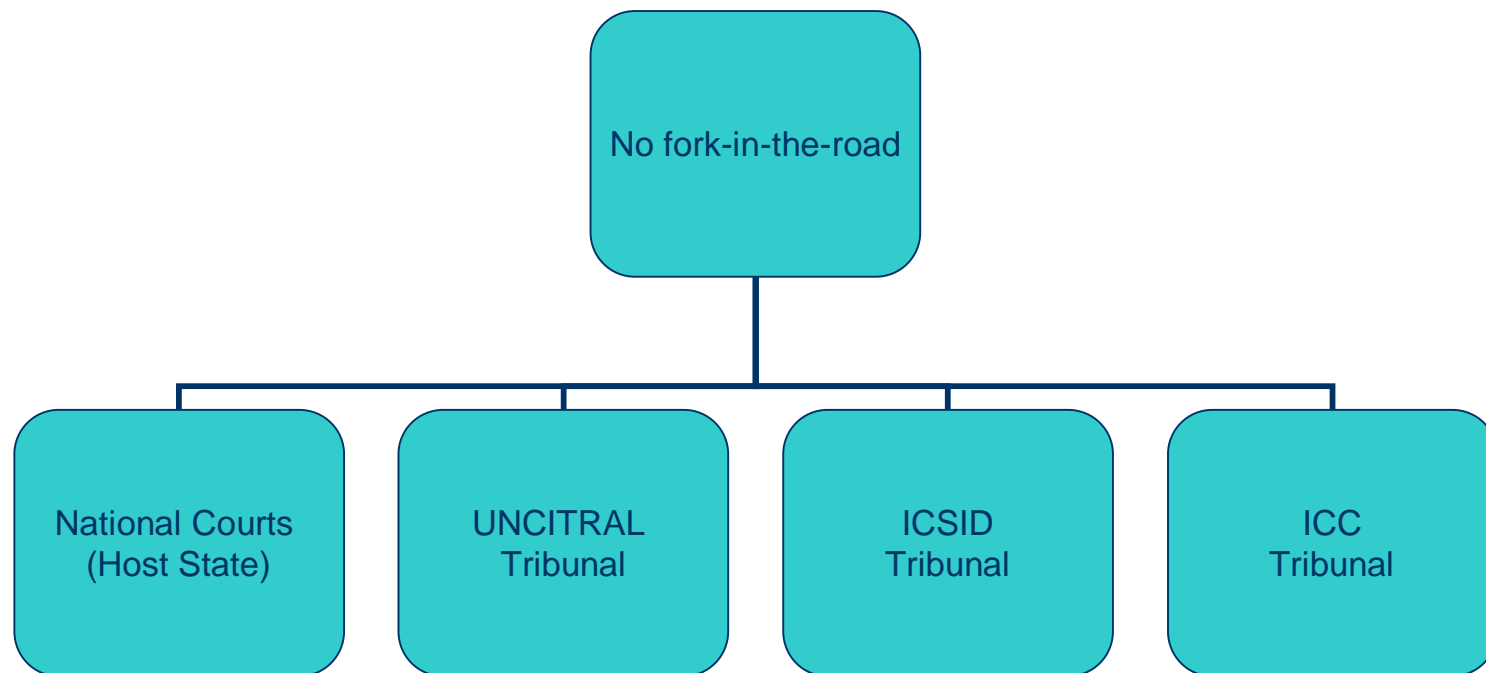 No fork-in-the-road
National Courts
(Host State)
UNCITRAL
Tribunal
ICSID
Tribunal
ICC
Tribunal